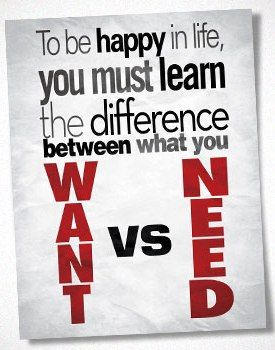 To be happy in life,
you must learn
the difference
between what you
WANT vs NEED